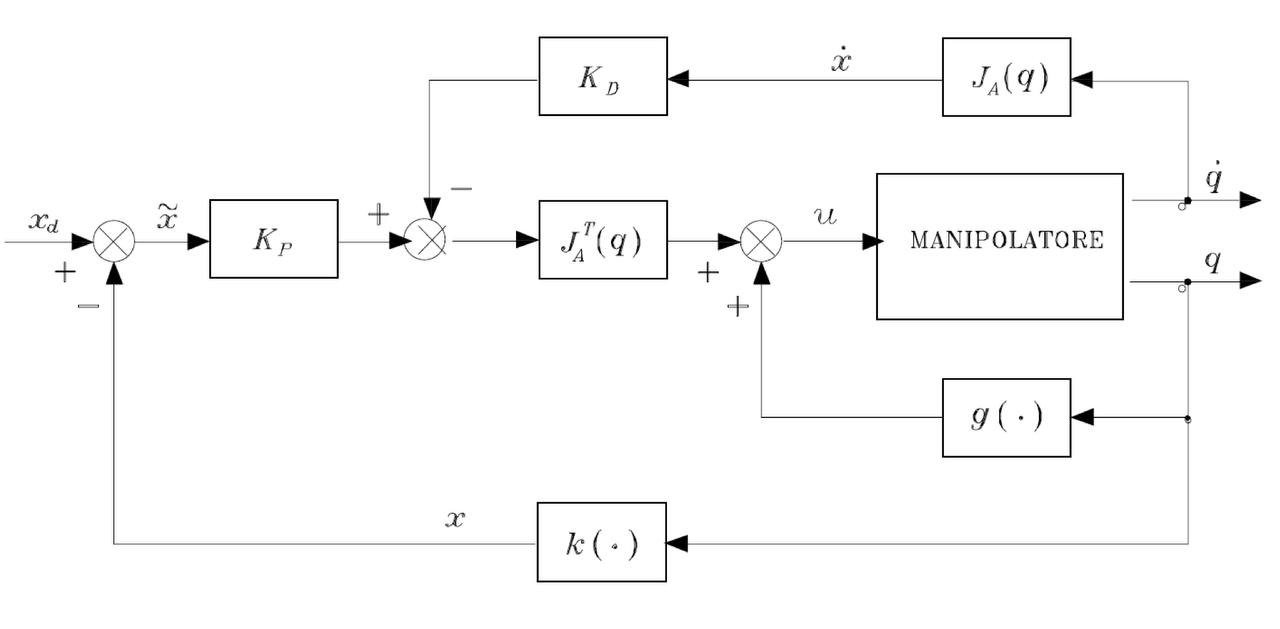 ẋ
K_D
J_A(q)
q̇
−
x_d
x̃
K_P
+
J_A^T(q)
u
MANIPOLATORE
q
+
−
+
+
g(·)
x
k(·)